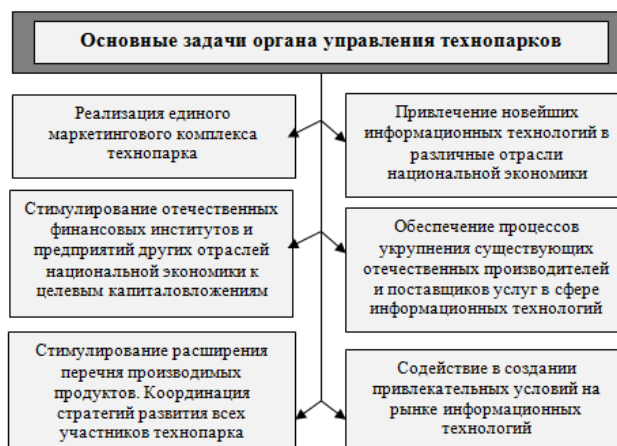 Основные задачи органа управления технопарков
Реализация единого
маркетингового комплекса
технопарка
Привлечение новейших
информационных технологий в
различные отрасли
национальной экономики
Стимулирование отечественных
финансовых институтов и
предприятий других отраслей
национальной экономики к
целевым капиталовложениям
Обеспечение процессов
укрупнения существующих
отечественных производителей
и поставщиков услуг в сфере
информационных технологий
Стимулирование расширения
перечня производимых
продуктов. Координация
стратегий развития всех
участников технопарка
Содействие в создании
привлекательных условий на
рынке информационных
технологий